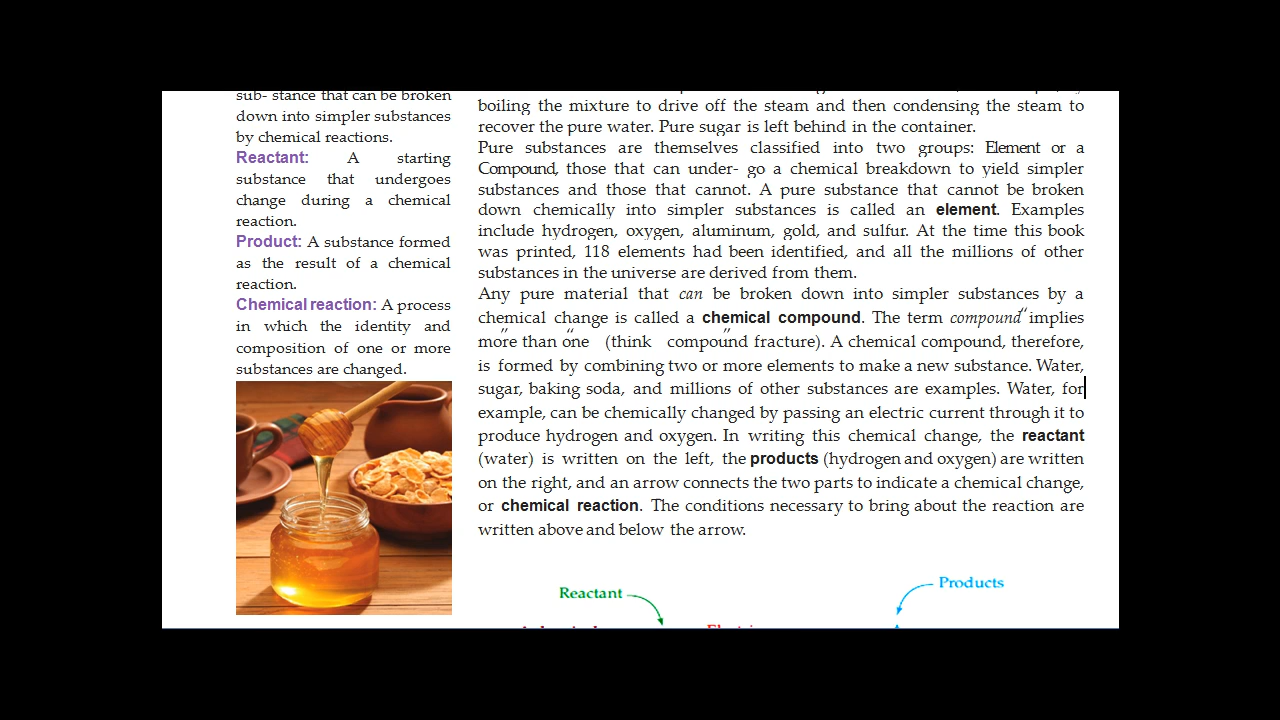 sub- stance that can be broken
down into simpler substances
by chemical reactions.
Reactant: A starting
substance that undergoes
change during a chemical
reaction.
Product: A substance formed
as the result of a chemical
reaction.
Chemical reaction: A process
in which the identity and
composition of one or more
substances are changed.
boiling the mixture to drive off the steam and then condensing the steam to
recover the pure water. Pure sugar is left behind in the container.
Pure substances are themselves classified into two groups: Element or a
Compound, those that can under- go a chemical breakdown to yield simpler
substances and those that cannot. A pure substance that cannot be broken
down chemically into simpler substances is called an element. Examples
include hydrogen, oxygen, aluminum, gold, and sulfur. At the time this book
was printed, 118 elements had been identified, and all the millions of other
substances in the universe are derived from them.
Any pure material that can be broken down into simpler substances by a
chemical change is called a chemical compound. The term compound″ implies
more″ than ″one (think compound″ fracture). A chemical compound, therefore,
is formed by combining two or more elements to make a new substance. Water,
sugar, baking soda, and millions of other substances are examples. Water, for
example, can be chemically changed by passing an electric current through it to
produce hydrogen and oxygen. In writing this chemical change, the reactant
(water) is written on the left, the products (hydrogen and oxygen) are written
on the right, and an arrow connects the two parts to indicate a chemical change,
or chemical reaction. The conditions necessary to bring about the reaction are
written above and below the arrow.
Reactant
Products